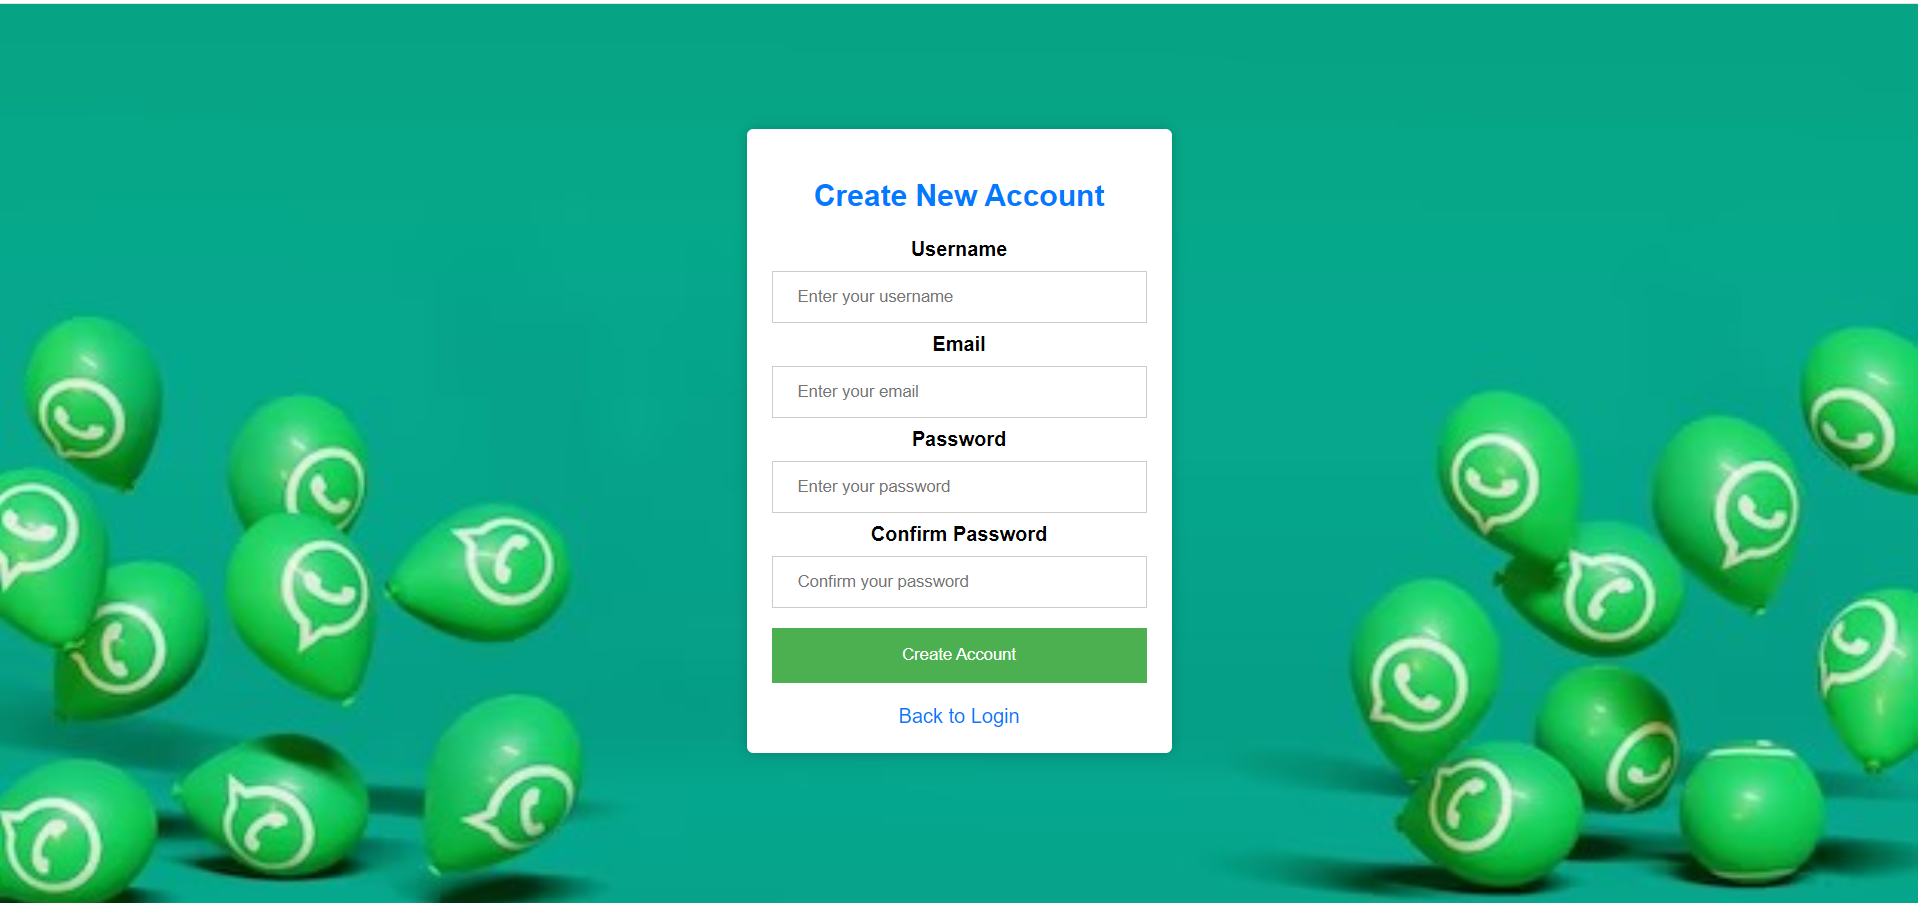 Create New Account
Username
Enter your username
Email
Enter your email
Password
Enter your password
Confirm Password
Confirm your password
Create Account
Back to Login